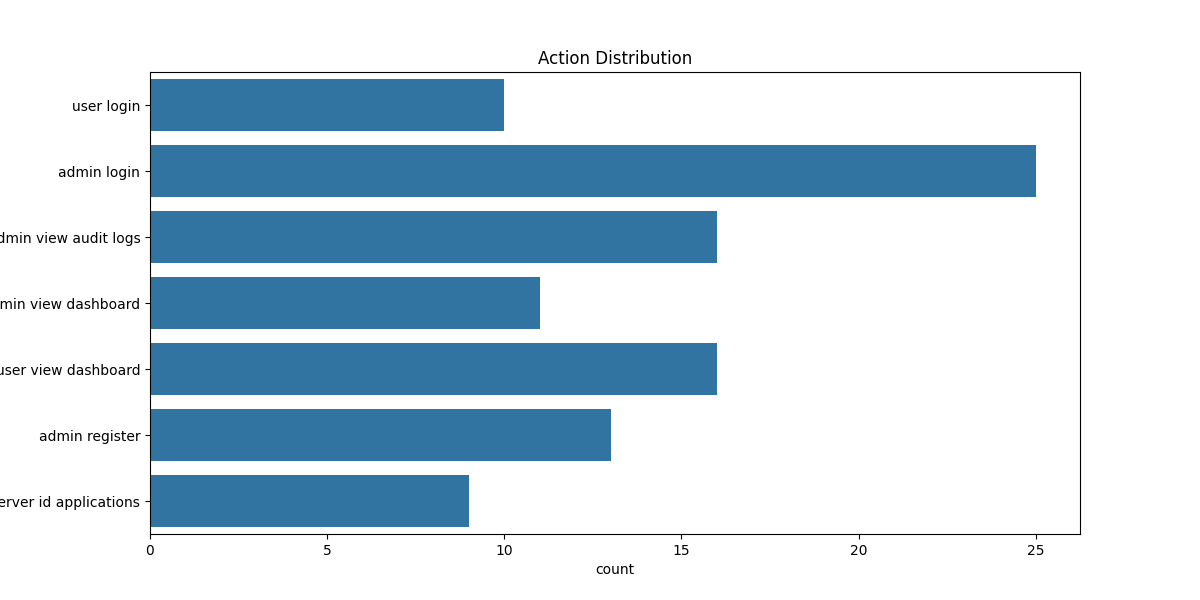 Action Distribution
user login
admin login
dmin view audit logs
min view dashboard
user view dashboard
admin register
erver id applications
0 5 10 15 20 25
count